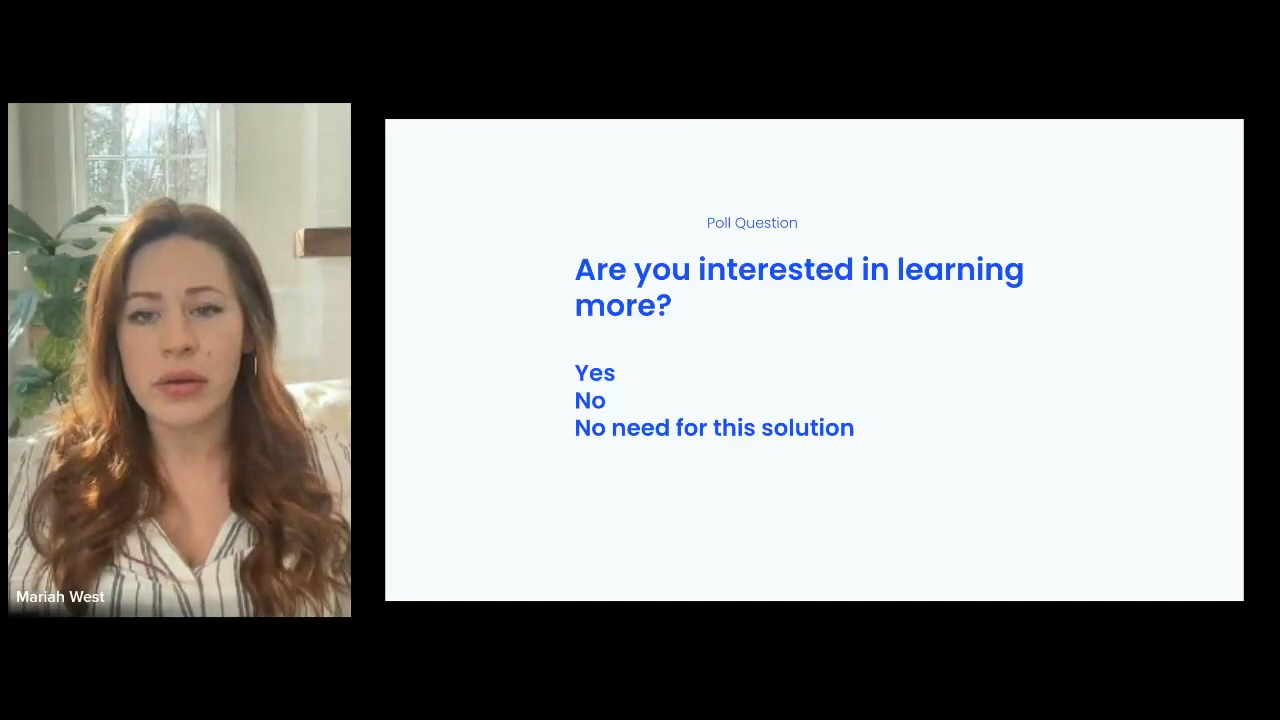 Poll Question
Are you interested in learning
more?
Yes
No
No need for this solution
Mariah West